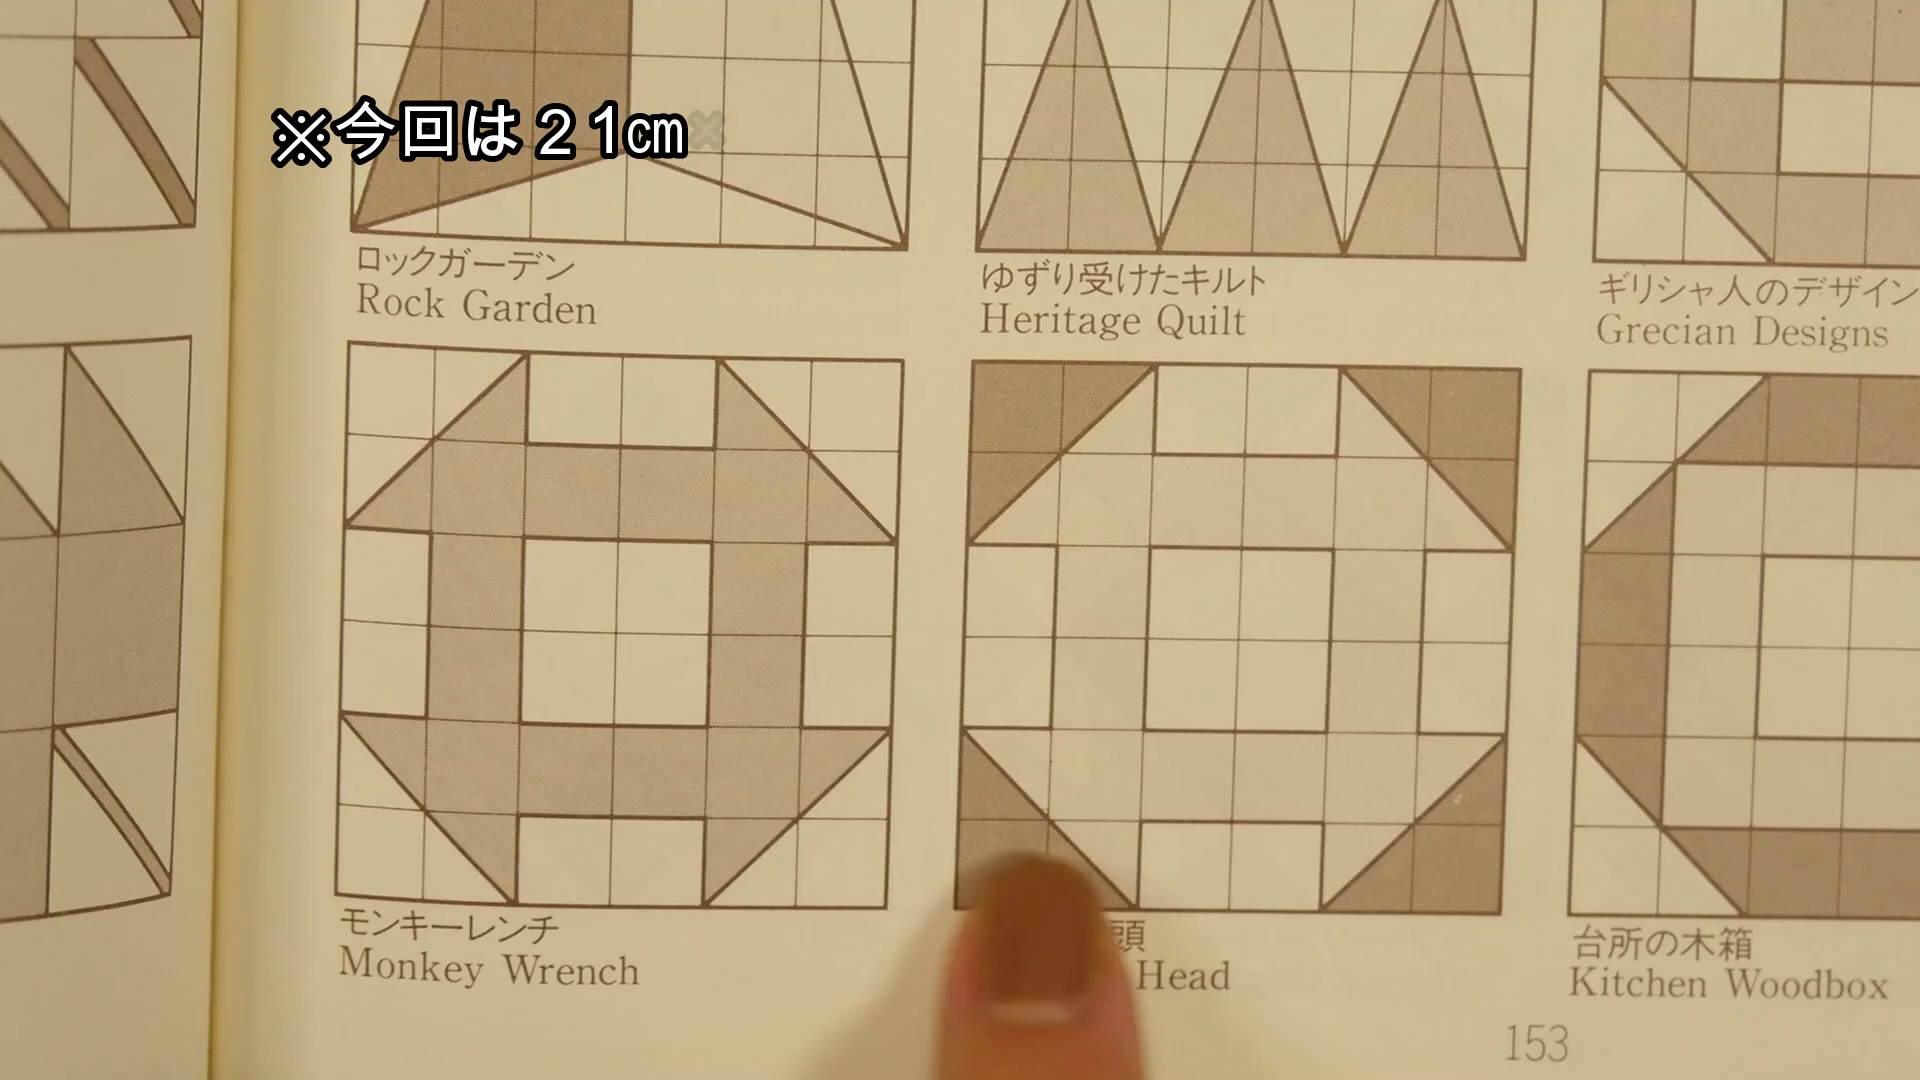 ※今回は21㎝
ロックガーデン
Rock Garden
ゆずり受けたキルト
Heritage Quilt
ギリシャ人のデザイン
Grecian Designs
モンキーレンチ
Monkey Wrench
頭
Head
台所の木箱
Kitchen Woodbox
153